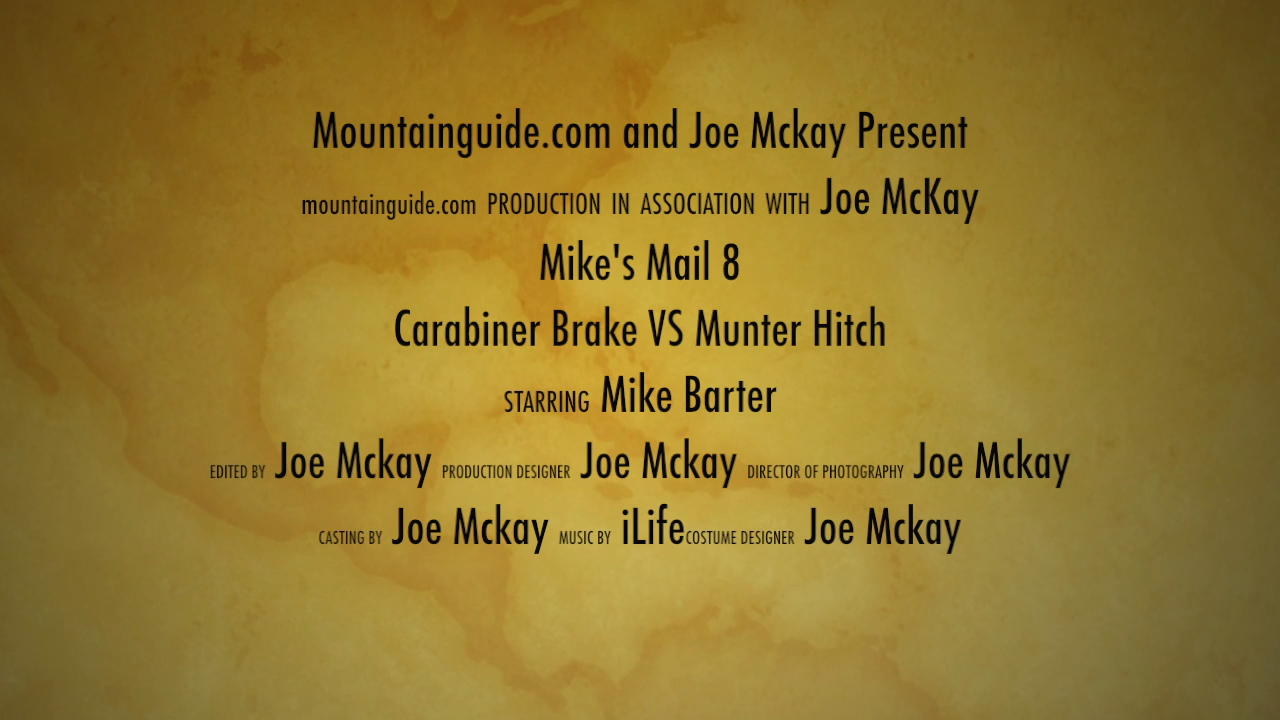 Mountainguide.com and Joe Mckay Present
mountainguide.com PRODUCTION IN ASSOCIATION WITH Joe McKay
Mike's Mail 8
Carabiner Brake VS Munter Hitch
STARRING Mike Barter
EDITED BY Joe Mckay PRODUCTION DESIGNER Joe Mckay DIRECTOR OF PHOTOGRAPHY Joe Mckay
CASTING BY Joe Mckay MUSIC BY iLifeCOSTUME DESIGNER Joe Mckay